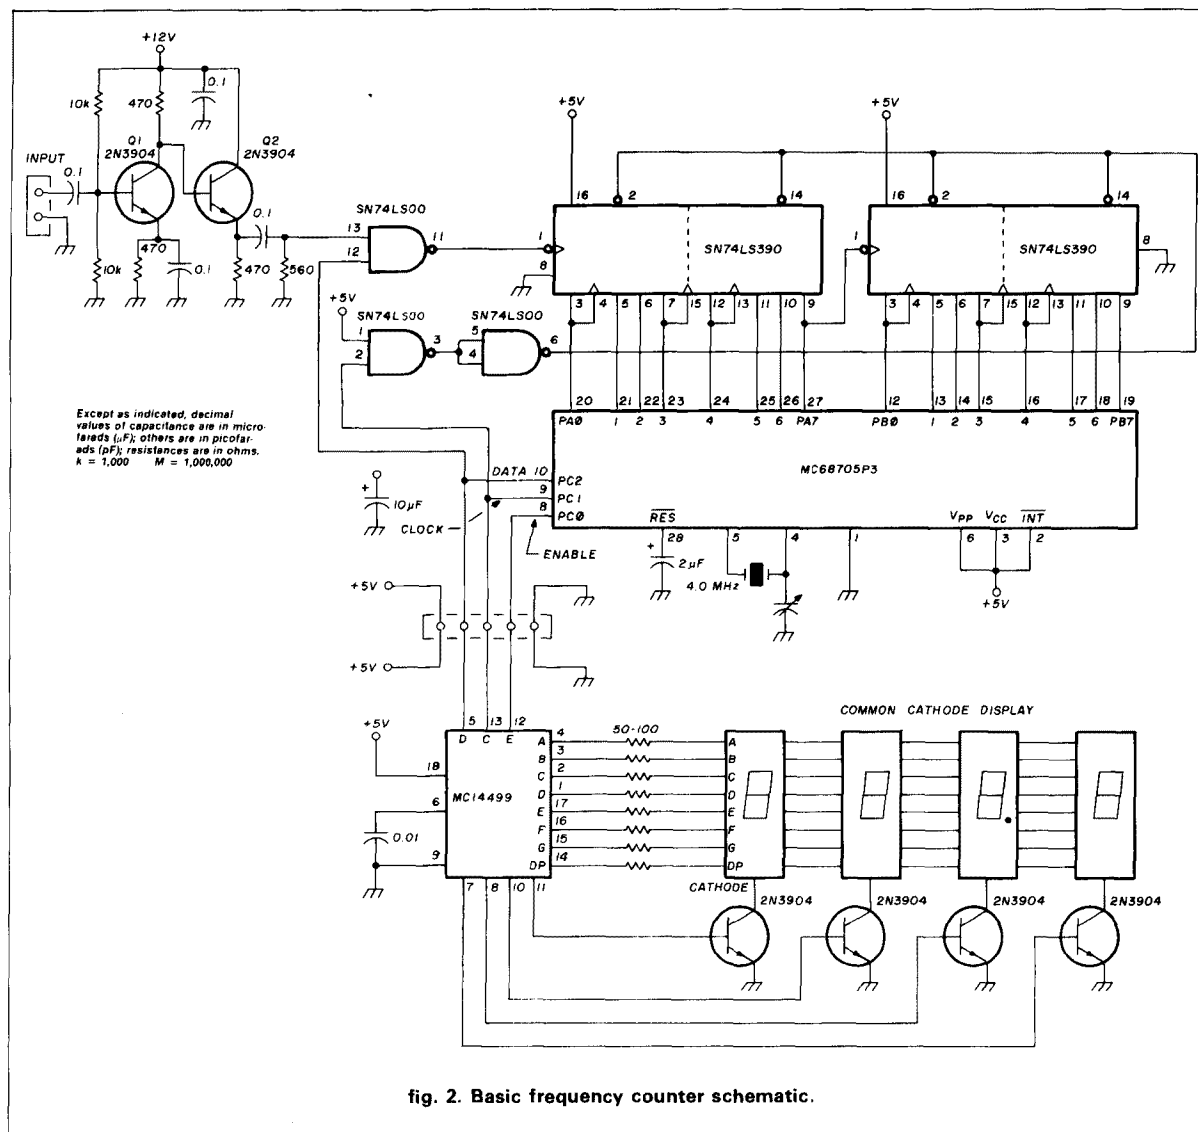 +12V
10k
470
0.1
Q1
2N3904
Q2
2N3904
INPUT
0.1
0.1
470
0.1
10k
470
560
SN74LS00
13
12
11
+5V
SN74LS00
1
2
3
SN74LS00
5
4
6
+5V
+5V
16
2
14
16
2
14
1
8
SN74LS390
1
SN74LS390
8
3
4
5
6
7
15
12
13
11
10
9
3
4
5
6
7
15
12
13
11
10
9
20
21
22
23
24
25
26
27
12
13
14
15
16
17
18
19
PA0
1
2
3
4
5
6
PA7
PB0
1
2
3
4
5
6
PB7
MC68705P3
Except as indicated, decimal
values of capacitance are in micro-
farads (µF); others are in picofar-
ads (pF); resistances are in ohms.
k = 1,000 M = 1,000,000
+
10µF
DATA 10
PC2
9
PC1
CLOCK
8
PC0
ENABLE
RES
28
+
2µF
5
4
4.0 MHz
1
VPP
VCC
INT
6
3
2
+5V
+5V
+5V
+5V
5
13
12
D
C
E
18
6
9
0.01
MC14499
A
B
C
D
E
F
G
DP
4
3
2
1
17
16
15
14
7
8
10
11
50-100
COMMON CATHODE DISPLAY
A
B
C
D
E
F
G
DP
CATHODE
2N3904
2N3904
2N3904
2N3904
fig. 2. Basic frequency counter schematic.